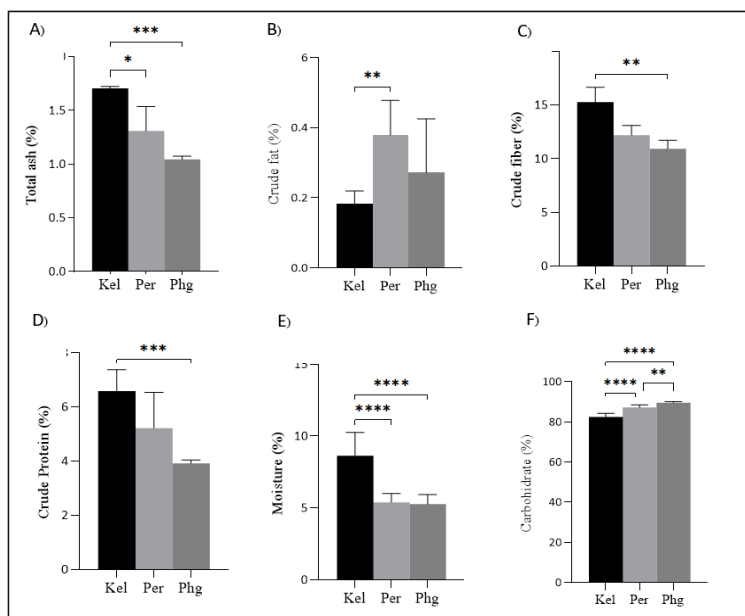 A)
***
*
Total ash (%)
1.5
1.0
0.5
0.0
Kel Per Phg
B)
**
Crude fat (%)
6
0.4
0.2
0.0
Kel Per Phg
C)
**
Crude fiber (%)
15
10
15
0
Kel Per Phg
D)
***
Crude Protein (%)
6
4
2
0
Kel Per Phg
E)
****
****
Moisture (%)
15
10
5
0
Kel Per Phg
F)
****
**** **
Carbohidrate (%)
100
80
60
40
20
0
Kel Per Phg